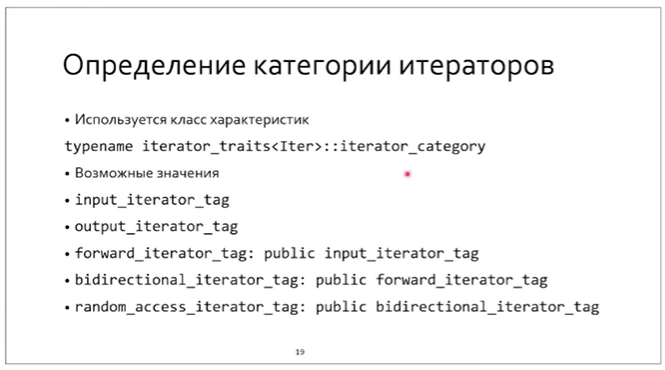 Определение категории итераторов
• Используется класс характеристик
typename iterator_traits<Iter>::iterator_category
• Возможные значения
• input_iterator_tag
• output_iterator_tag
• forward_iterator_tag: public input_iterator_tag
• bidirectional_iterator_tag: public forward_iterator_tag
• random_access_iterator_tag: public bidirectional_iterator_tag
19